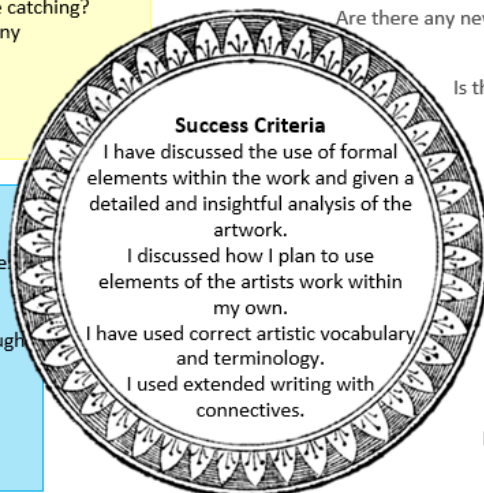 e catching?
ny
Are there any nev
Is th
Success Criteria
I have discussed the use of formal
elements within the work and given a
detailed and insightful analysis of the
artwork.
I discussed how I plan to use
elements of the artists work within
my own.
I have used correct artistic vocabulary
and terminology.
I used extended writing with
connectives.
e
ugh